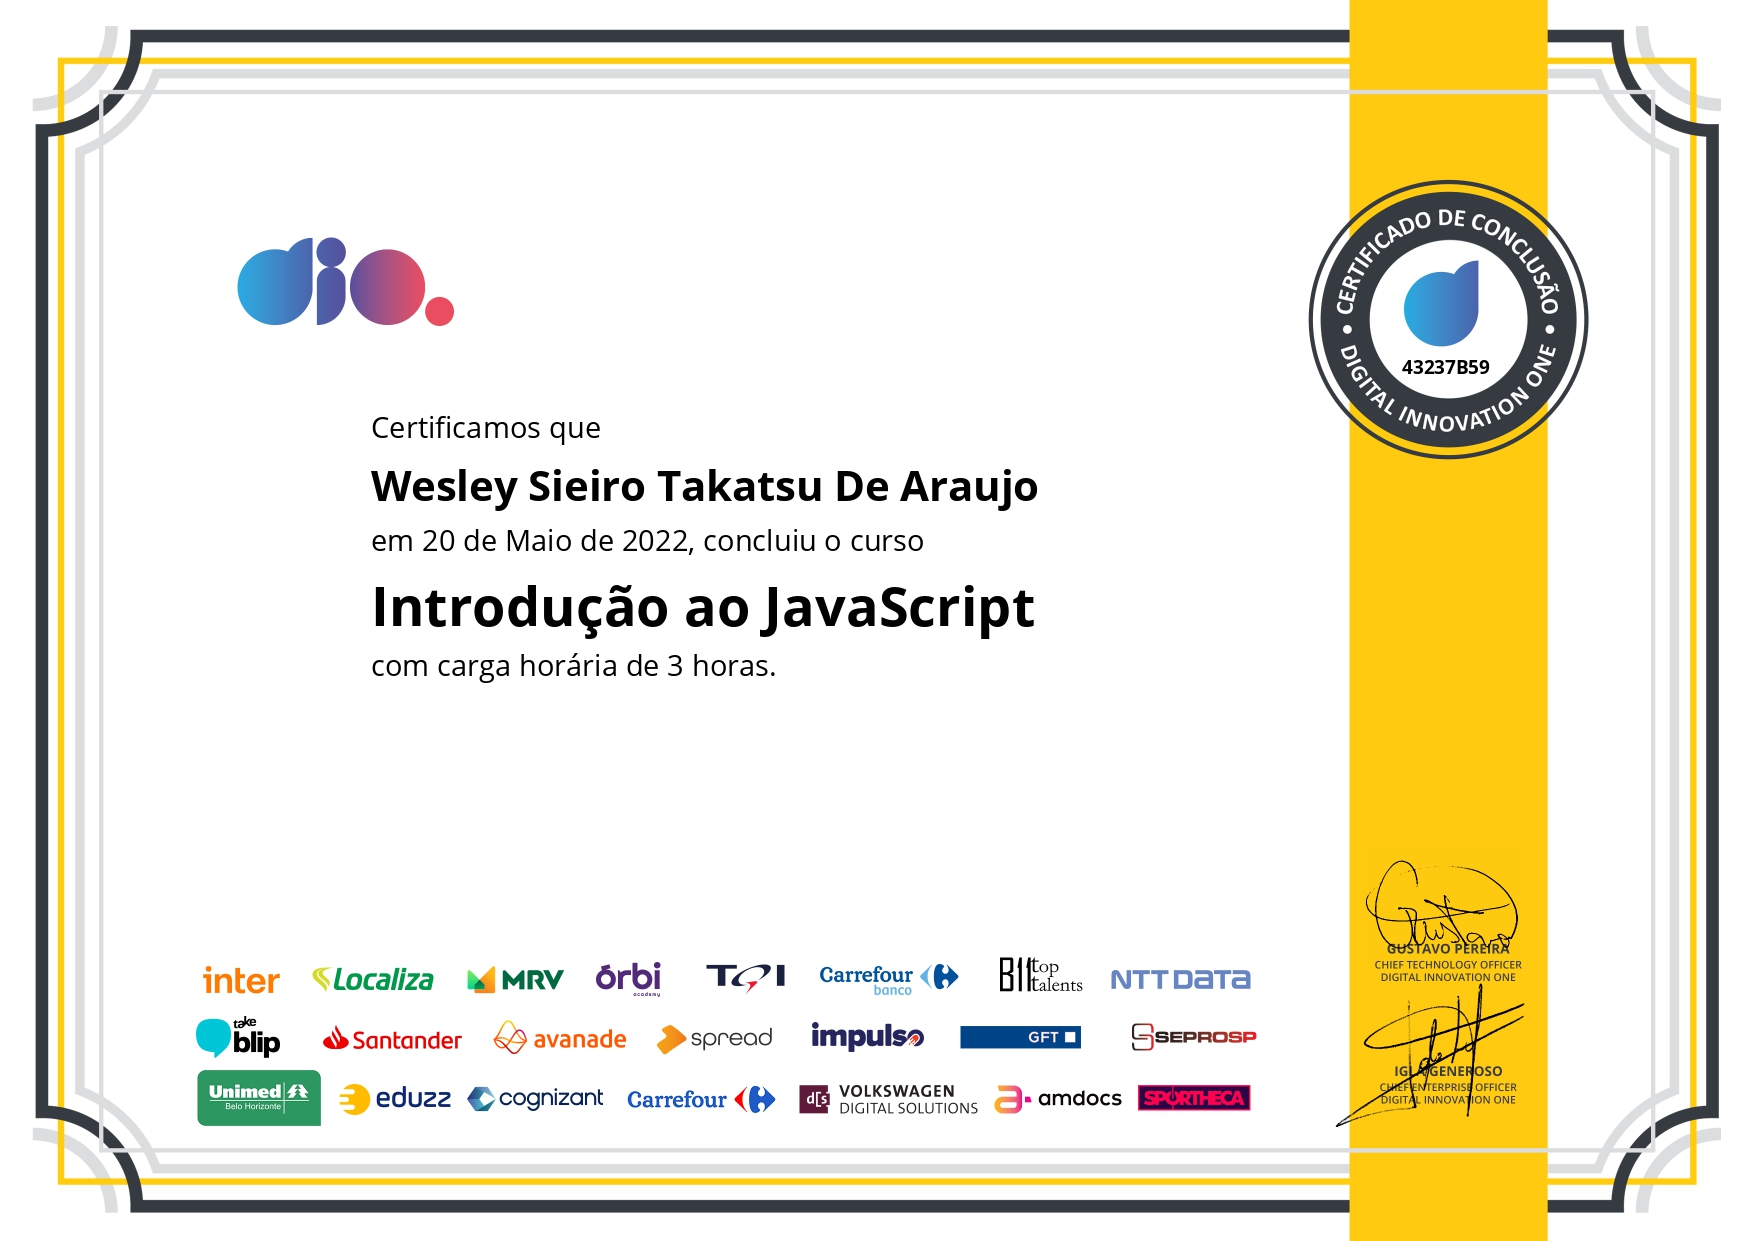 dio.
CERTIFICADO DE CONCLUSÃO
43237B59
DIGITAL INNOVATION ONE
Certificamos que
Wesley Sieiro Takatsu De Araujo
em 20 de Maio de 2022, concluiu o curso
Introdução ao JavaScript
com carga horária de 3 horas.
Gustavo
GUSTAVO PEREIRA
CHIEF TECHNOLOGY OFFICER
DIGITAL INNOVATION ONE
IGLA GENEROSO
CHIEF ENTERPRISE OFFICER
DIGITAL INNOVATION ONE
inter Localiza MRV órbi academy TQI Carrefour banco B11 top talents NTT DATA
take blip Santander avanade spread impulso GFT SEPROSP
Unimed Belo Horizonte eduzz cognizant Carrefour d[s VOLKSWAGEN DIGITAL SOLUTIONS a amdocs SPORTHECA